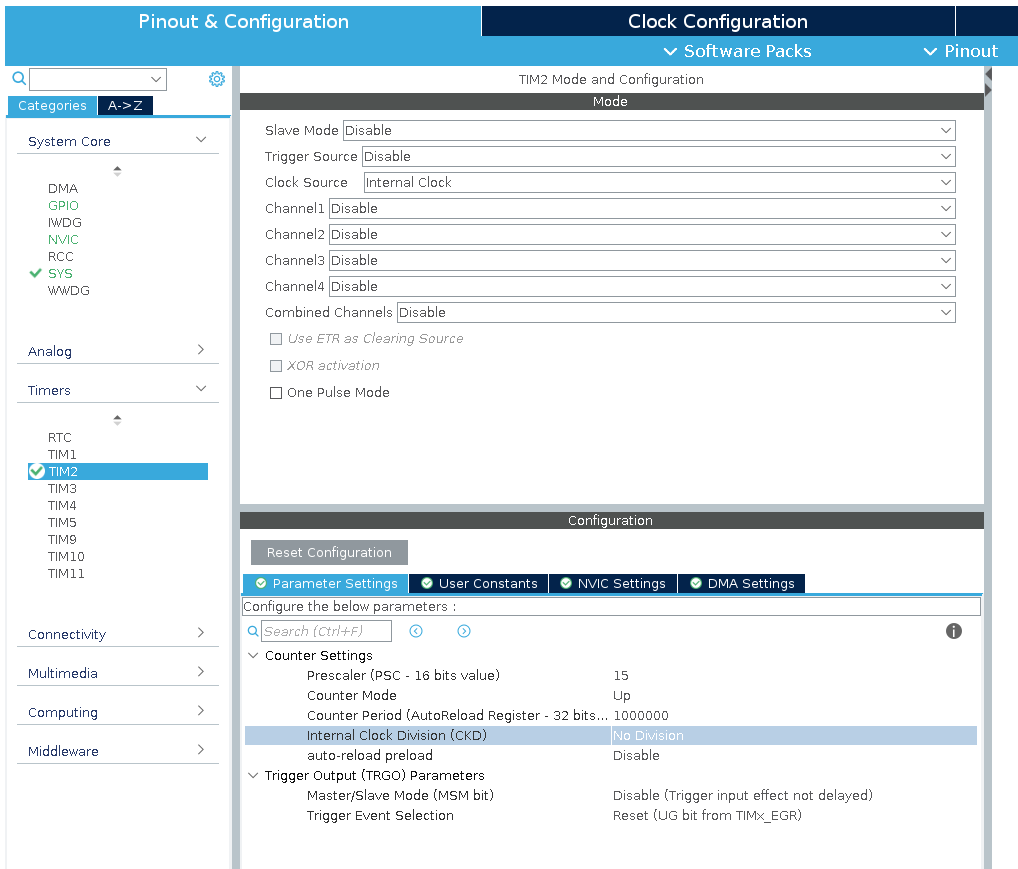 Pinout & Configuration
Clock Configuration
Software Packs
Pinout
Categories
A->Z
System Core
DMA
GPIO
IWDG
NVIC
RCC
SYS
WWDG
Analog
Timers
RTC
TIM1
TIM2
TIM3
TIM4
TIM5
TIM9
TIM10
TIM11
Connectivity
Multimedia
Computing
Middleware
TIM2 Mode and Configuration
Mode
Slave Mode Disable
Trigger Source Disable
Clock Source Internal Clock
Channel1 Disable
Channel2 Disable
Channel3 Disable
Channel4 Disable
Combined Channels Disable
Use ETR as Clearing Source
XOR activation
One Pulse Mode
Configuration
Reset Configuration
Parameter Settings
User Constants
NVIC Settings
DMA Settings
Configure the below parameters :
Search (Ctrl+F)
Counter Settings
Prescaler (PSC - 16 bits value) 15
Counter Mode Up
Counter Period (AutoReload Register - 32 bits... 1000000
Internal Clock Division (CKD) No Division
auto-reload preload Disable
Trigger Output (TRGO) Parameters
Master/Slave Mode (MSM bit) Disable (Trigger input effect not delayed)
Trigger Event Selection Reset (UG bit from TIMx_EGR)